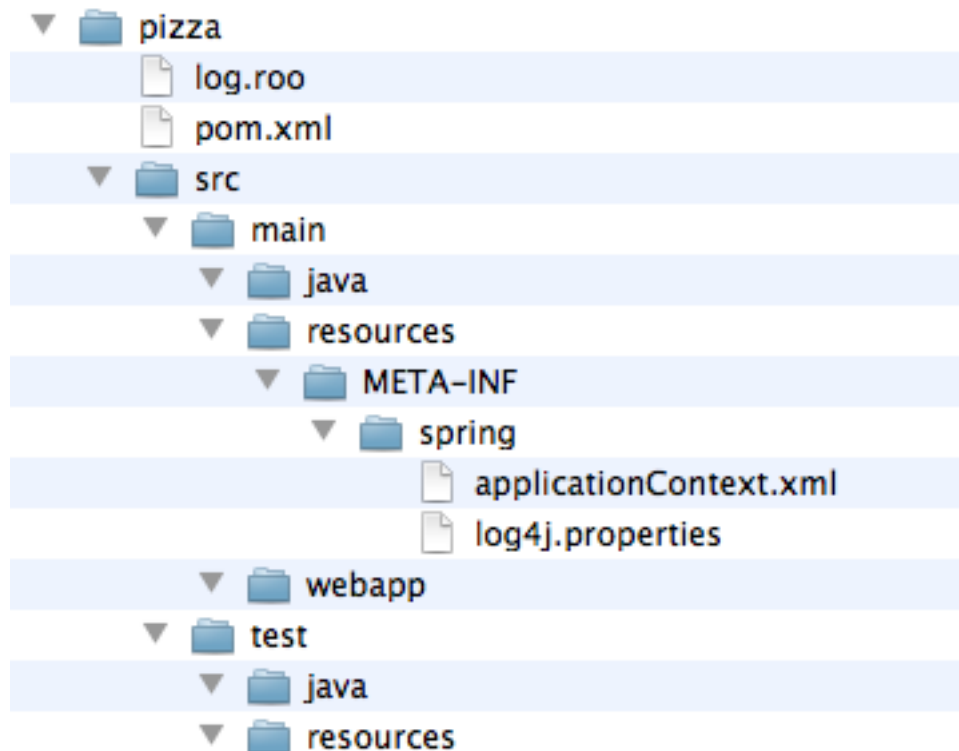 pizza
log.roo
pom.xml
src
main
java
resources
META-INF
spring
applicationContext.xml
log4j.properties
webapp
test
java
resources